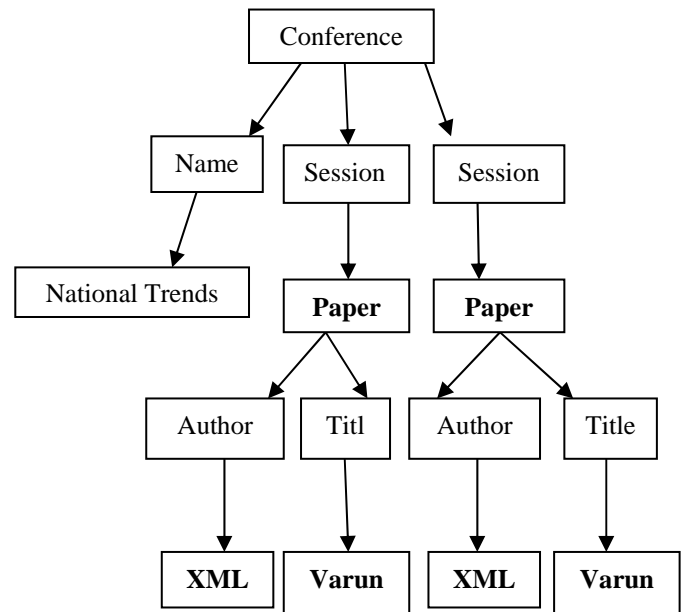 Conference
Name
Session
Session
National Trends
Paper
Paper
Author
Titl
Author
Title
XML
Varun
XML
Varun